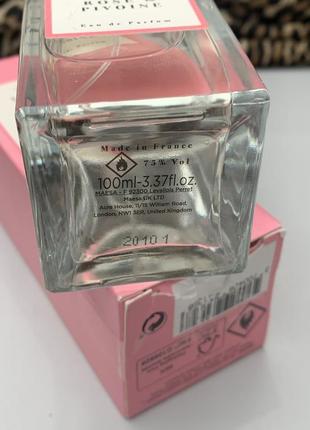 ROSE &
PIVOINE
Eau de Parfum
Made in France
75% Vol
100ml-3.37fl.oz.
MAESA - F 92300 Levallois Perret
Maesa UK LTD
Acre House, 11/15 William Road,
London, NW1 3ER, United Kingdom
20101